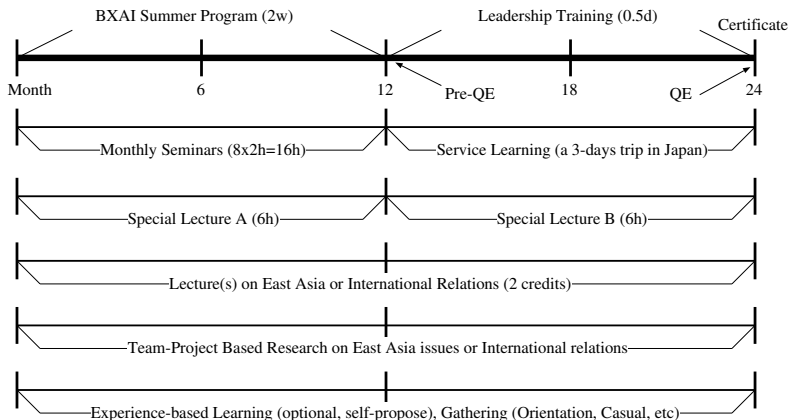 BXAI Summer Program (2w)
Leadership Training (0.5d)
Certificate
Month
6
12
Pre-QE
18
QE
24
Monthly Seminars (8x2h=16h)
Service Learning (a 3-days trip in Japan)
Special Lecture A (6h)
Special Lecture B (6h)
Lecture(s) on East Asia or International Relations (2 credits)
Team-Project Based Research on East Asia issues or International relations
Experience-based Learning (optional, self-propose), Gathering (Orientation, Casual, etc)